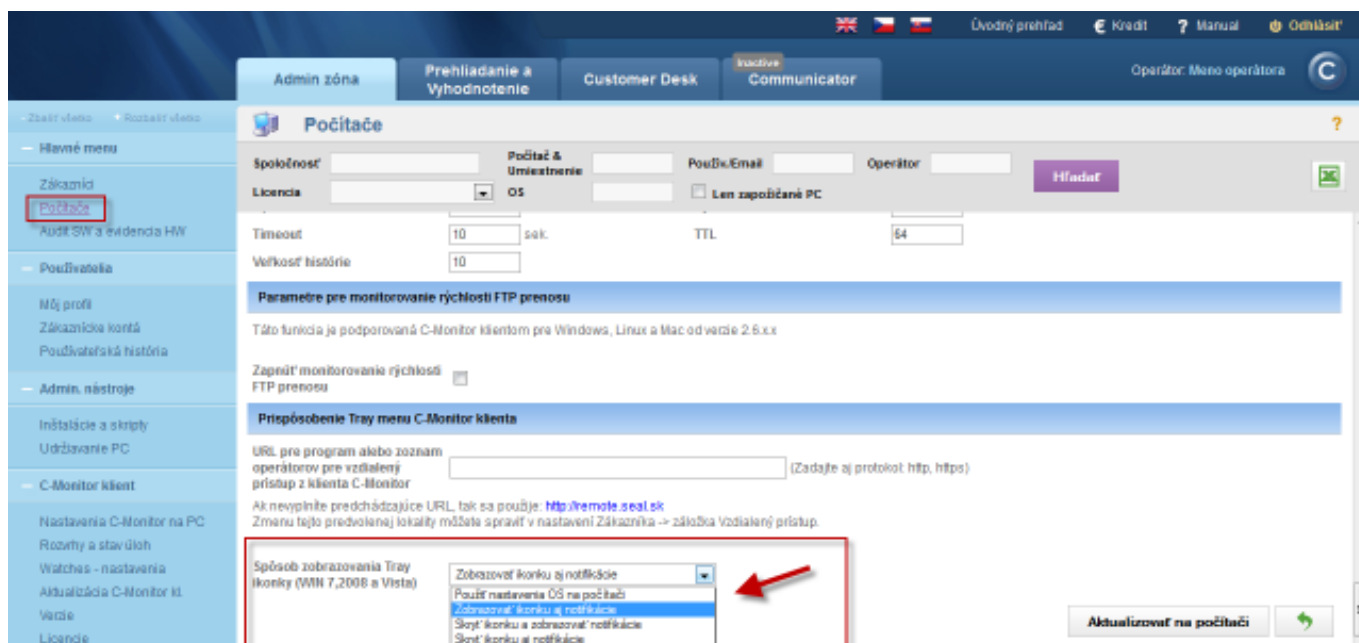 Úvodný prehľad € Kredit ? Manual Odhlásiť
Admin zóna
Prehliadanie a
Vyhodnotenie
Customer Desk
Inactive
Communicator
Operátor: Meno operátora
- Zbaliť všetko + Rozbaliť všetko
Počítače
?
Hlavné menu
Zákazníci
Počítače
Audit SW a evidencia HW
Používatelia
Môj profil
Zákaznícke kontá
Používateľská história
Admin. nástroje
Inštalácie a skripty
Udržiavanie PC
C-Monitor klient
Nastavenia C-Monitor na PC
Rozvrhy a stav úloh
Watches - nastavenia
Aktualizácia C-Monitor kl.
Verzie
Licencie
Spoločnosť
Počítač &
Umiestnenie
Použív./Email
Operátor
Hľadať
Licencia
OS
Len zapožičané PC
Timeout 10 sek. TTL 64
Veľkosť histórie 10
Parametre pre monitorovanie rýchlosti FTP prenosu
Táto funkcia je podporovaná C-Monitor klientom pre Windows, Linux a Mac od verzie 2.6.x.x
Zapnúť monitorovanie rýchlosti
FTP prenosu
Prispôsobenie Tray menu C-Monitor klienta
URL pre program alebo zoznam
operátorov pre vzdialený
prístup z klienta C-Monitor
(Zadajte aj protokol: http, https)
Ak nevyplníte predchádzajúce URL, tak sa použije: http://remote.seal.sk
Zmenu tejto predvolenej lokality môžete spraviť v nastavení Zákazníka -> záložka Vzdialený prístup.
Spôsob zobrazovania Tray
ikonky (WIN 7,2008 a Vista)
Zobrazovať ikonku aj notifikácie
Použiť nastavenia OS na počítači
Zobrazovať ikonku aj notifikácie
Skryť ikonku a zobrazovať notifikácie
Skryť ikonku aj notifikácie
Aktualizovať na počítači